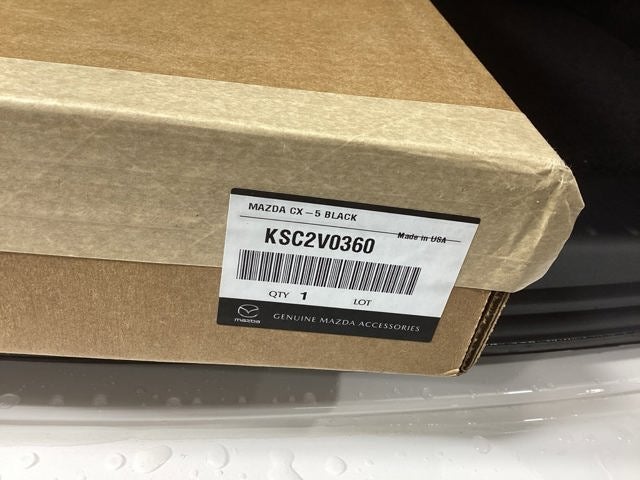 MAZDA CX-5 BLACK
Made in USA
KSC2V0360
QTY 1 LOT
mazda
GENUINE MAZDA ACCESSORIES